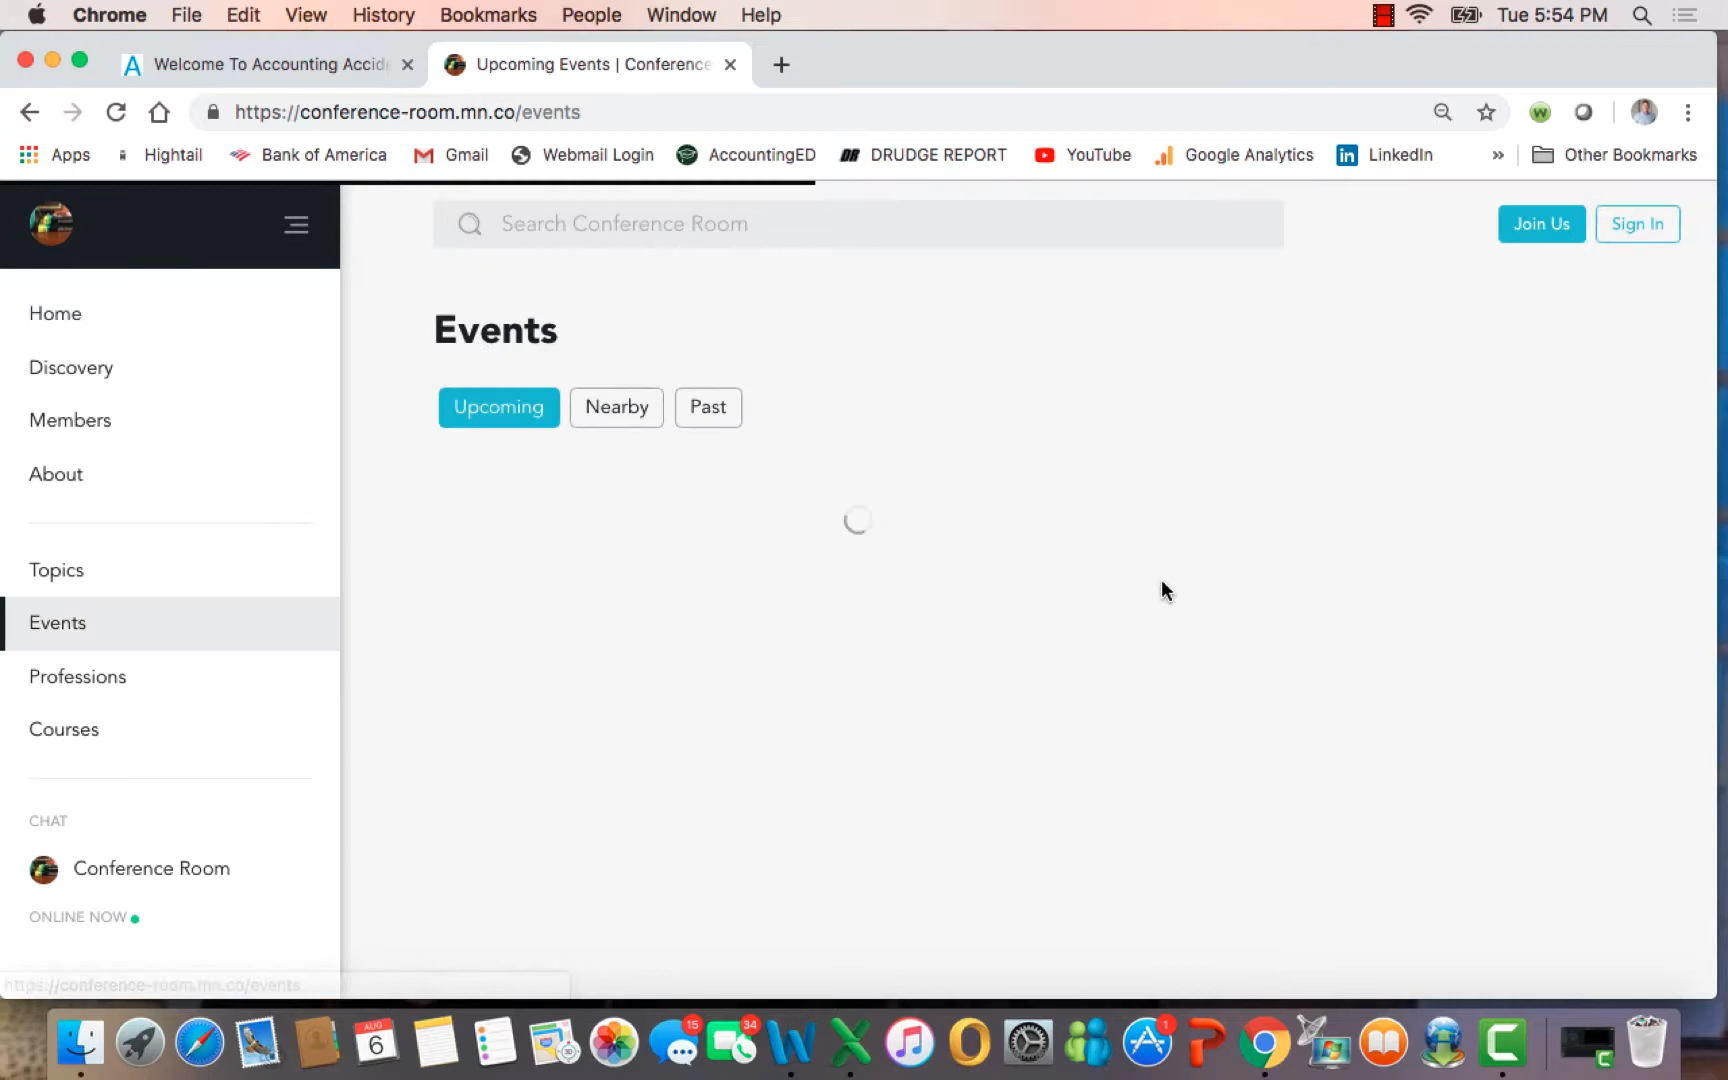 Chrome File Edit View History Bookmarks People Window Help Tue 5:54 PM
Welcome To Accounting Accid
Upcoming Events | Conference
https://conference-room.mn.co/events
Apps Hightail Bank of America Gmail Webmail Login AccountingED DRUDGE REPORT YouTube Google Analytics LinkedIn » Other Bookmarks
Search Conference Room
Join Us
Sign In
Home
Discovery
Members
About
Topics
Events
Professions
Courses
CHAT
Conference Room
ONLINE NOW
Events
Upcoming Nearby Past
https://conference-room.mn.co/events
AUG
6
15
34
1